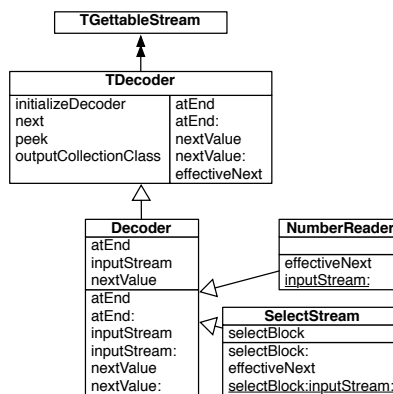 TGettableStream
TDecoder
initializeDecoder
next
peek
outputCollectionClass
atEnd
atEnd:
nextValue
nextValue:
effectiveNext
Decoder
atEnd
inputStream
nextValue
atEnd
atEnd:
inputStream
inputStream:
nextValue
nextValue:
NumberReader
effectiveNext
inputStream:
SelectStream
selectBlock
selectBlock:
effectiveNext
selectBlock:inputStream: